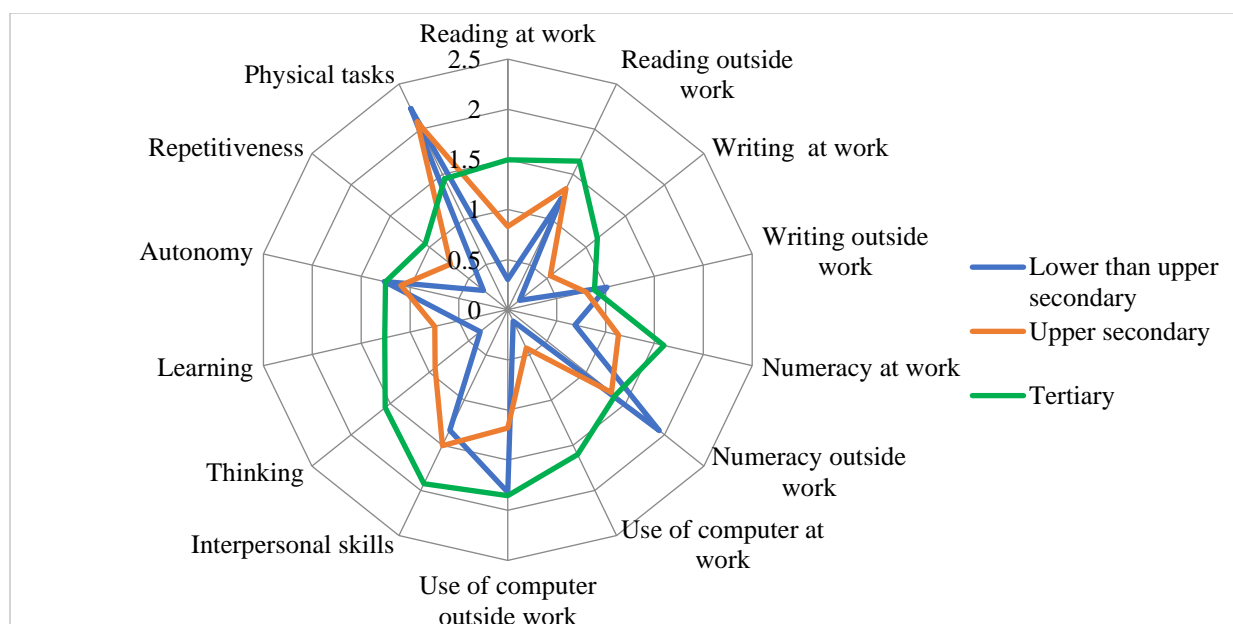 Reading at work
Reading outside
work
Writing  at work
Writing outside
work
Numeracy at work
Numeracy outside
work
Use of computer at
work
Use of computer
outside work
Interpersonal skills
Thinking
Learning
Autonomy
Repetitiveness
Physical tasks
2.5
2
1.5
1
0.5
0
Lower than upper
secondary
Upper secondary
Tertiary